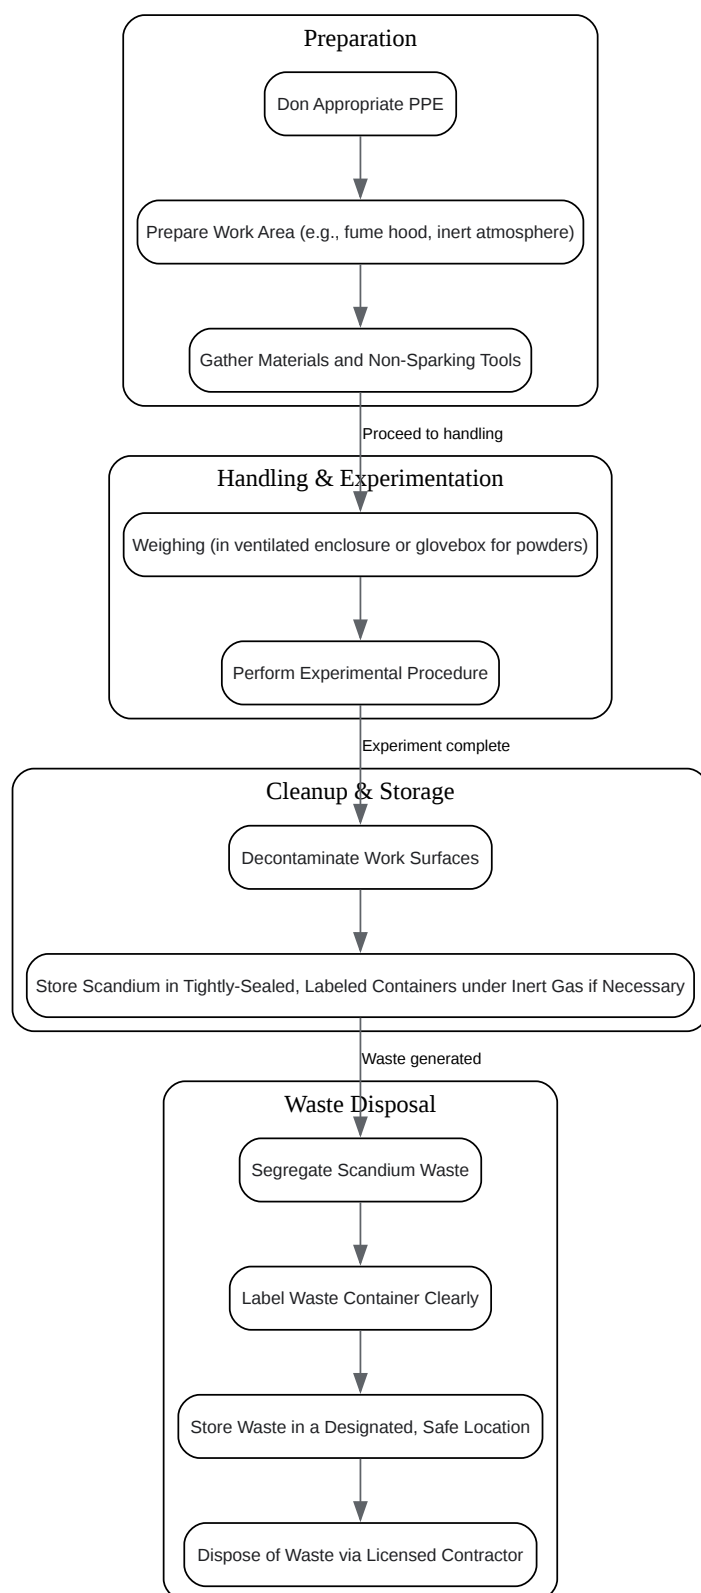 Preparation
Don Appropriate PPE
Prepare Work Area (e.g., fume hood, inert atmosphere)
Gather Materials and Non-Sparking Tools
Proceed to handling
Handling & Experimentation
Weighing (in ventilated enclosure or glovebox for powders)
Perform Experimental Procedure
Experiment complete
Cleanup & Storage
Decontaminate Work Surfaces
Store Scandium in Tightly-Sealed, Labeled Containers under Inert Gas if Necessary
Waste generated
Waste Disposal
Segregate Scandium Waste
Label Waste Container Clearly
Store Waste in a Designated, Safe Location
Dispose of Waste via Licensed Contractor